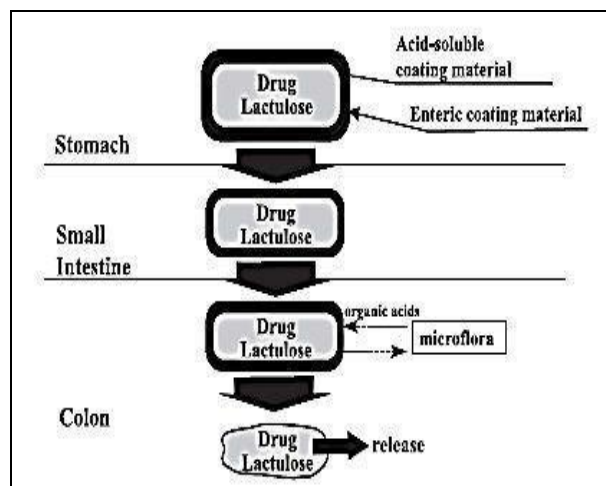 Drug
Lactulose
Acid-soluble
coating material
Enteric coating material
Stomach
Drug
Lactulose
Small
Intestine
Drug
Lactulose
organic acids
microflora
Colon
Drug
Lactulose
release